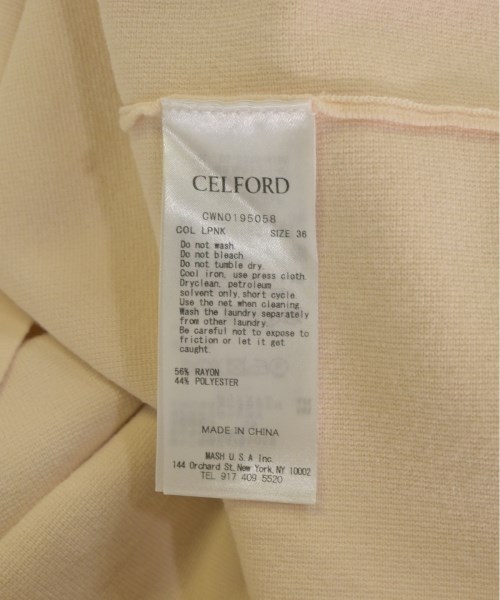 CELFORD
CWNO195058
COL LPNK SIZE 36
Do not wash.
Do not bleach.
Do not tumble dry.
Cool iron, use press cloth.
Dryclean, petroleum
solvent only, short cycle.
Use the net when cleaning.
Wash the laundry separately
from other laundry.
Be careful not to expose to
friction or let it get
caught.
56% RAYON
44% POLYESTER
MADE IN CHINA
MASH U.S.A Inc.
144 Orchard St, New York, NY 10002
TEL 917 409 5520